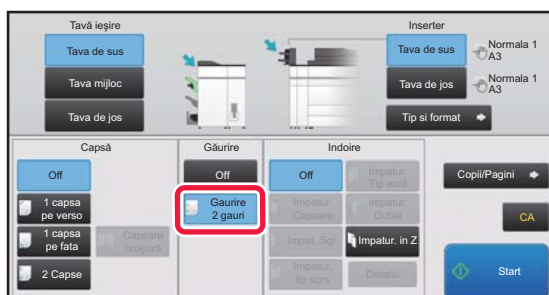 Tavă ieşire
Inserter
Tava de sus
Tava mijloc
Tava de jos
Tava de sus
Normala 1
A3
Tava de jos
Normala 1
A3
Tip si format
Capsă
Găurire
Indoire
Off
1 capsa
pe verso
1 capsa
pe fata
Capsare
broşură
2 Capse
Off
Gaurire
2 gauri
Off
Impatur.
Tip acrd
Impatur.
Capsare
Impatur.
Dubla
Impat. Sgl.
Impatur. in Z
Impatur.
tip scrs
Detaliu
Copii/Pagini
CA
Start